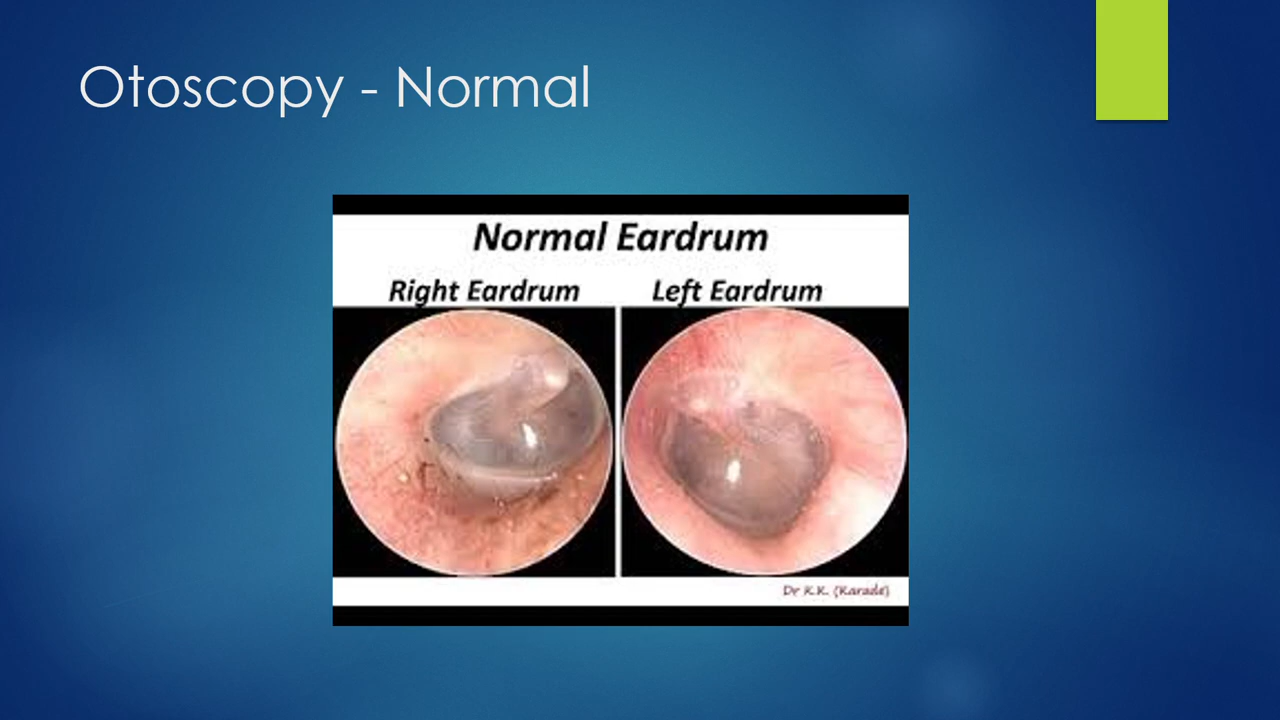 Otoscopy - Normal
Normal Eardrum
Right Eardrum
Left Eardrum
Dr K.K. (Karade)